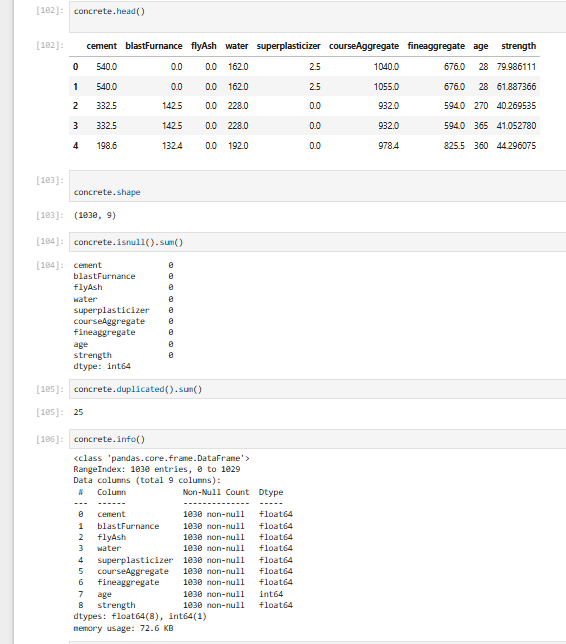 [102]: concrete.head()
[102]: cement blastFurnance flyAsh water superplasticizer courseAggregate fineaggregate age strength
0 540.0 0.0 0.0 162.0 2.5 1040.0 676.0 28 79.986111
1 540.0 0.0 0.0 162.0 2.5 1055.0 676.0 28 61.887366
2 332.5 142.5 0.0 228.0 0.0 932.0 594.0 270 40.269535
3 332.5 142.5 0.0 228.0 0.0 932.0 594.0 365 41.052780
4 198.6 132.4 0.0 192.0 0.0 978.4 825.5 360 44.296075
[103]:
concrete.shape
[103]: (1030, 9)
[104]: concrete.isnull().sum()
[104]: cement 0
blastFurnance 0
flyAsh 0
water 0
superplasticizer 0
courseAggregate 0
fineaggregate 0
age 0
strength 0
dtype: int64
[105]: concrete.duplicated().sum()
[105]: 25
[106]: concrete.info()
<class 'pandas.core.frame.DataFrame'>
RangeIndex: 1030 entries, 0 to 1029
Data columns (total 9 columns):
# Column Non-Null Count Dtype
--- ------ -------------- -----
0 cement 1030 non-null float64
1 blastFurnance 1030 non-null float64
2 flyAsh 1030 non-null float64
3 water 1030 non-null float64
4 superplasticizer 1030 non-null float64
5 courseAggregate 1030 non-null float64
6 fineaggregate 1030 non-null float64
7 age 1030 non-null int64
8 strength 1030 non-null float64
dtypes: float64(8), int64(1)
memory usage: 72.6 KB